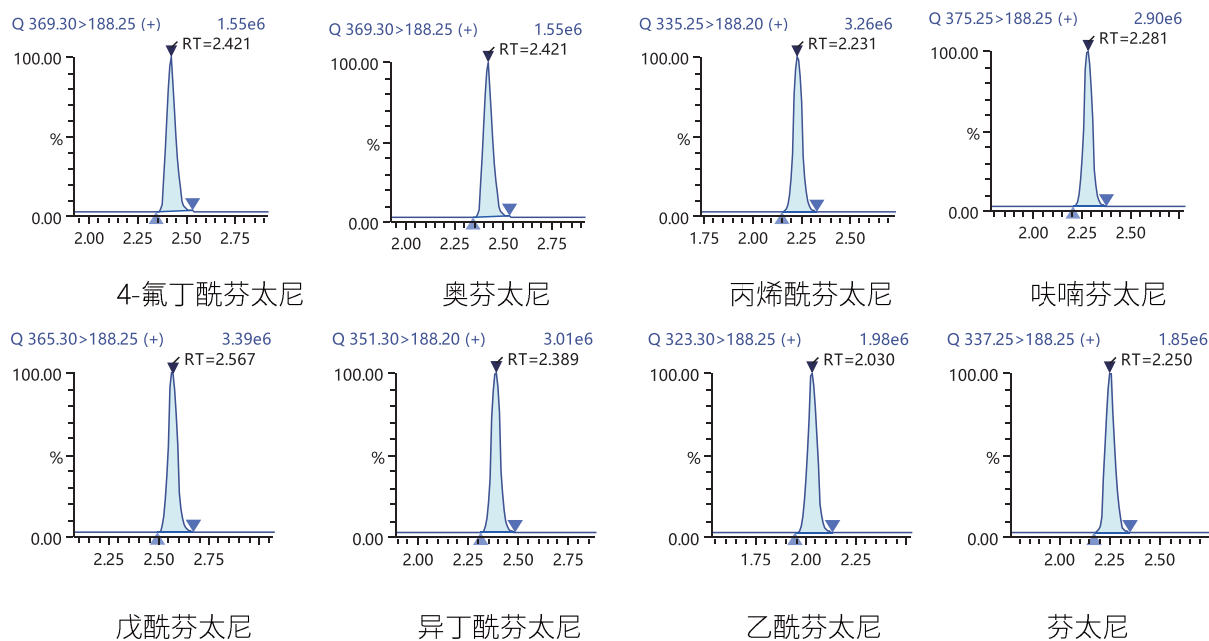 Q 369.30>188.25 (+) 1.55e6
RT=2.421
100.00
%
0.00
2.00 2.25 2.50 2.75
4-氟丁酰芬太尼
Q 369.30>188.25 (+) 1.55e6
RT=2.421
100.00
%
0.00
2.00 2.25 2.50 2.75
奥芬太尼
Q 335.25>188.20 (+) 3.26e6
RT=2.231
100.00
%
0.00
1.75 2.00 2.25 2.50
丙烯酰芬太尼
Q 375.25>188.25 (+) 2.90e6
RT=2.281
100.00
%
0.00
2.00 2.25 2.50
呋喃芬太尼
Q 365.30>188.25 (+) 3.39e6
RT=2.567
100.00
%
0.00
2.25 2.50 2.75
戊酰芬太尼
Q 351.30>188.20 (+) 3.01e6
RT=2.389
100.00
%
0.00
2.00 2.25 2.50 2.75
异丁酰芬太尼
Q 323.30>188.25 (+) 1.98e6
RT=2.030
100.00
%
0.00
1.75 2.00 2.25
乙酰芬太尼
Q 337.25>188.25 (+) 1.85e6
RT=2.250
100.00
%
0.00
2.00 2.25 2.50
芬太尼